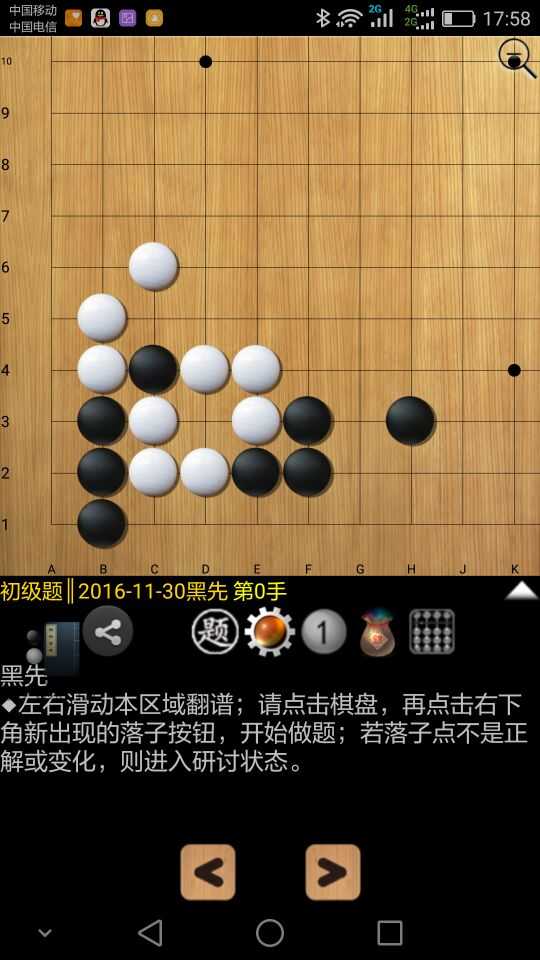 中国移动
中国电信
2G
4G
2G
17:58
10
9
8
7
6
5
4
3
2
1
A B C D E F G H J K
初级题║2016-11-30黑先 第0手
题
1
黑先
◆左右滑动本区域翻谱；请点击棋盘，再点击右下
角新出现的落子按钮，开始做题；若落子点不是正
解或变化，则进入研讨状态。